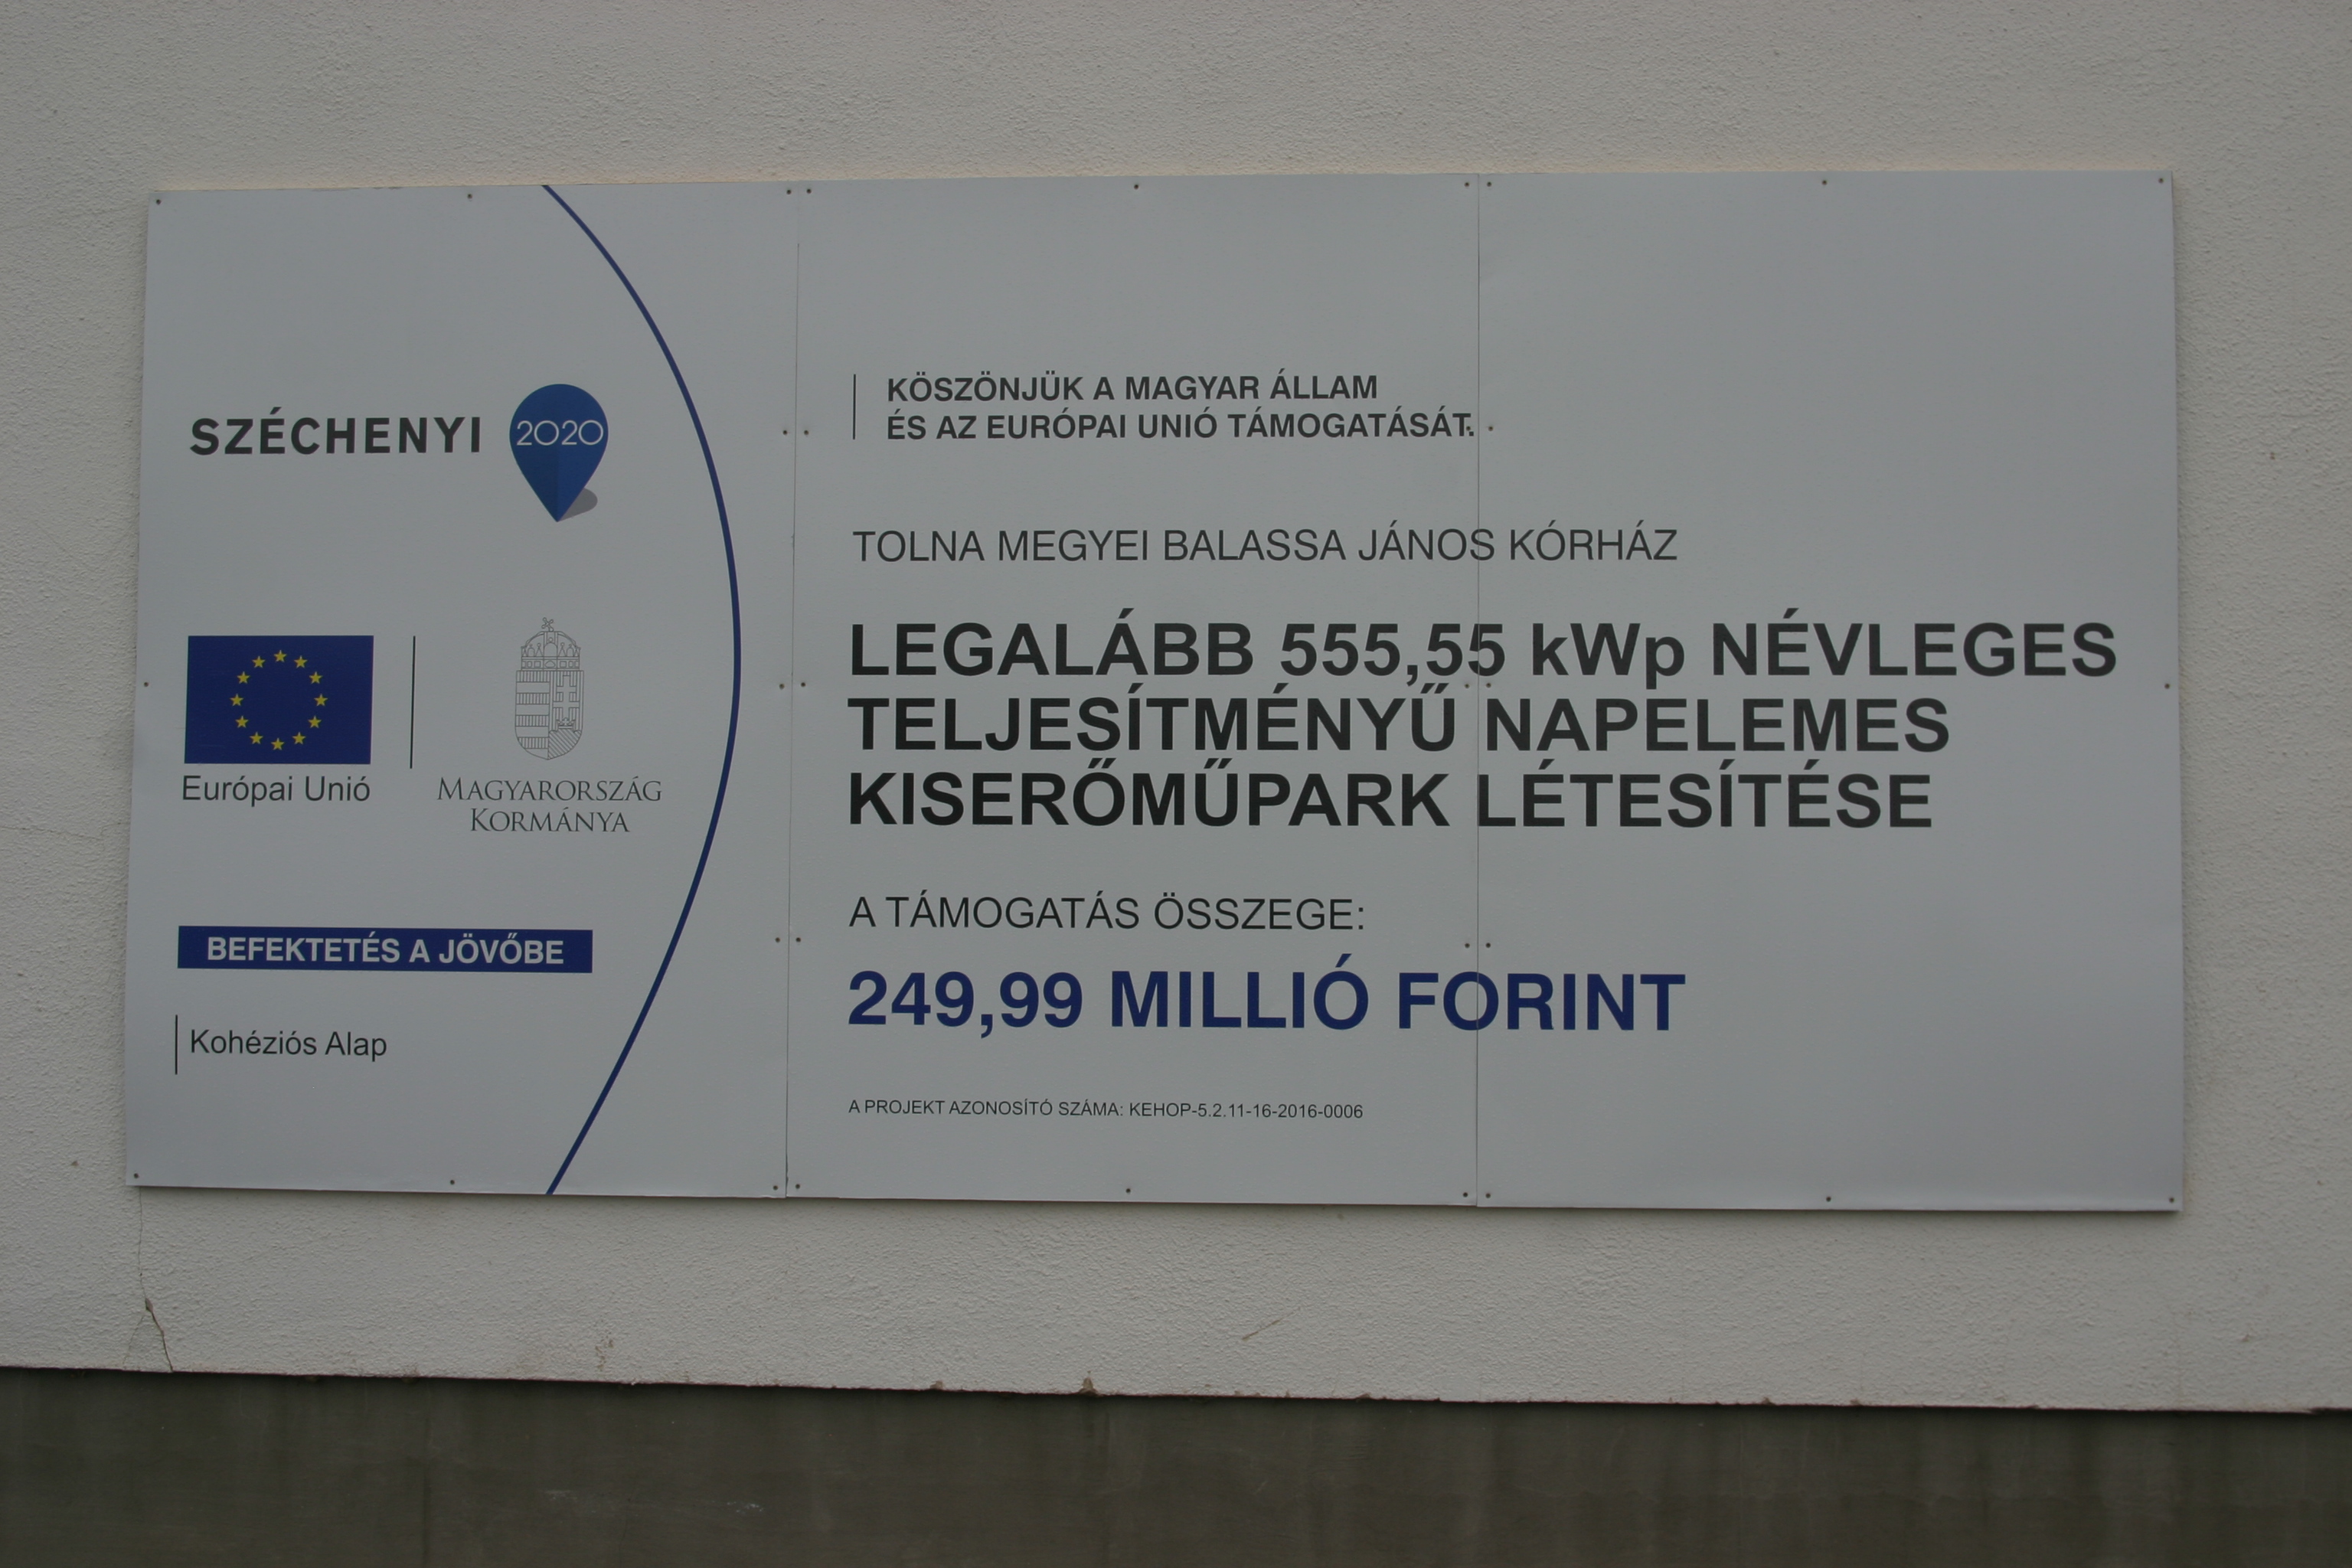 SZÉCHENYI 2020
Európai Unió
MAGYARORSZÁG
KORMÁNYA
BEFEKTETÉS A JÖVŐBE
Kohéziós Alap
KÖSZÖNJÜK A MAGYAR ÁLLAM
ÉS AZ EURÓPAI UNIÓ TÁMOGATÁSÁT.
TOLNA MEGYEI BALASSA JÁNOS KÓRHÁZ
LEGALÁBB 555,55 kWp NÉVLEGES
TELJESÍTMÉNYŰ NAPELEMES
KISERŐMŰPARK LÉTESÍTÉSE
A TÁMOGATÁS ÖSSZEGE:
249,99 MILLIÓ FORINT
A PROJEKT AZONOSÍTÓ SZÁMA: KEHOP-5.2.11-16-2016-0006